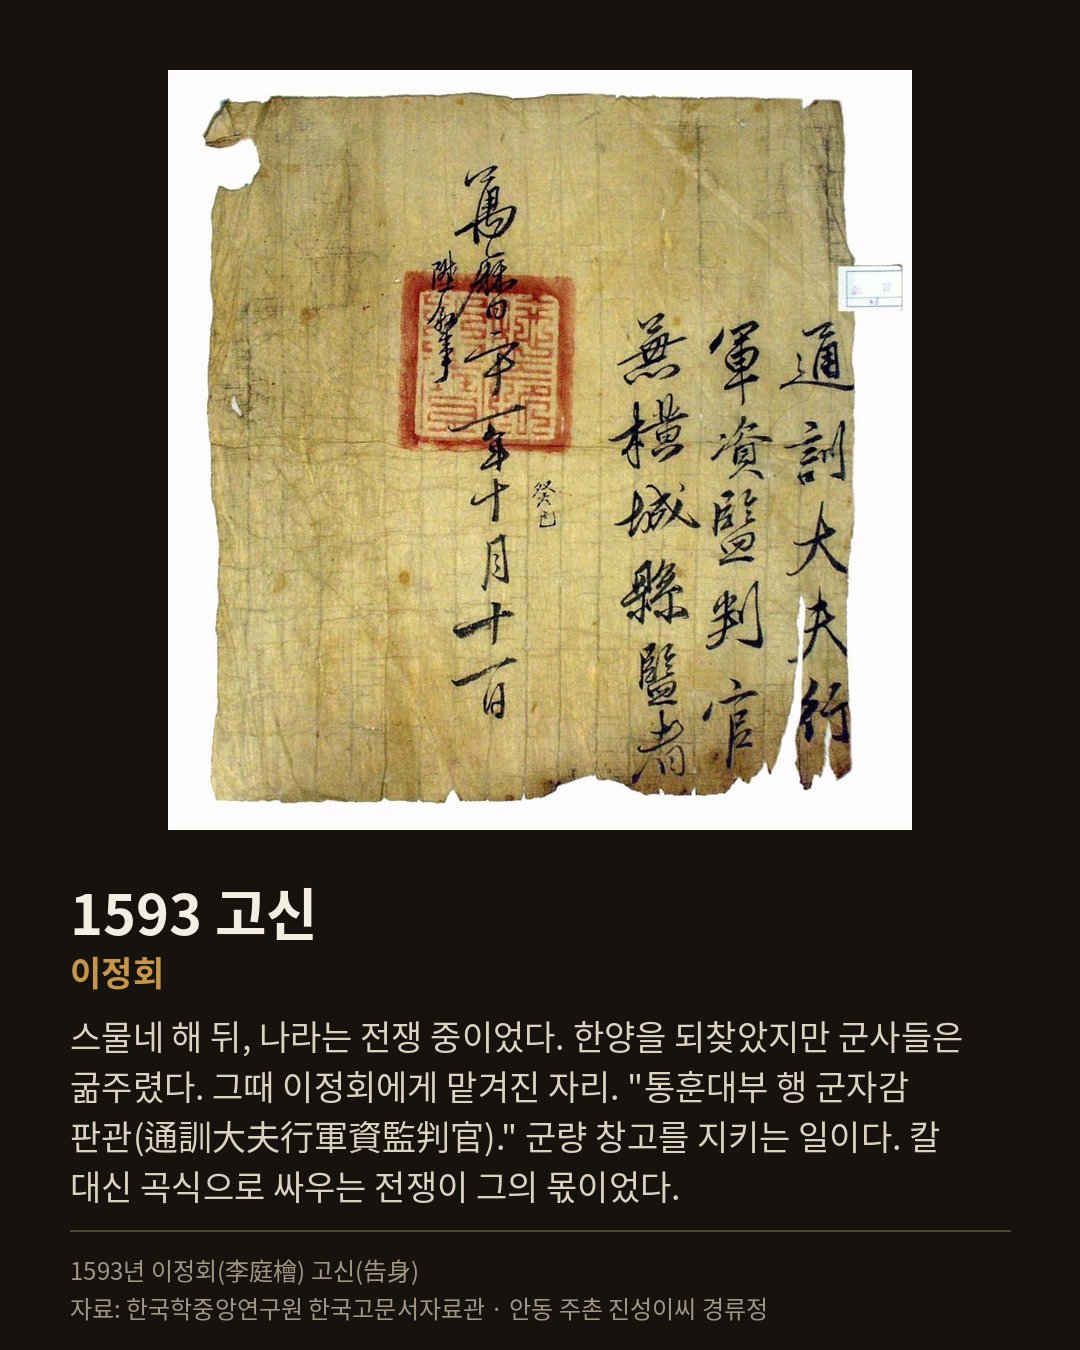 通訓大夫行
軍資監判官
兼橫城縣監者
癸巳
萬曆二十一年十月十一日
1593 고신
이정회
스물네 해 뒤, 나라는 전쟁 중이었다. 한양을 되찾았지만 군사들은
굶주렸다. 그때 이정회에게 맡겨진 자리. "통훈대부 행 군자감
판관(通訓大夫行軍資監判官)." 군량 창고를 지키는 일이다. 칼
대신 곡식으로 싸우는 전쟁이 그의 몫이었다.
1593년 이정회(李庭檜) 고신(告身)
자료: 한국학중앙연구원 한국고문서자료관 · 안동 주촌 진성이씨 경류정